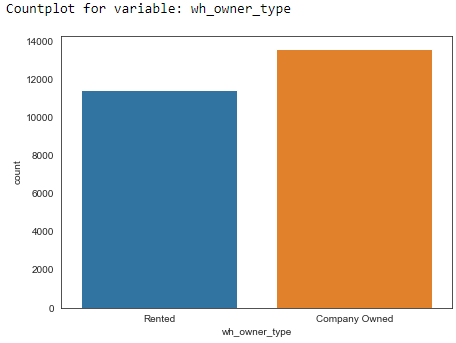 Countplot for variable: wh_owner_type
14000
12000
10000
8000
6000
4000
2000
0
count
Rented
Company Owned
wh_owner_type